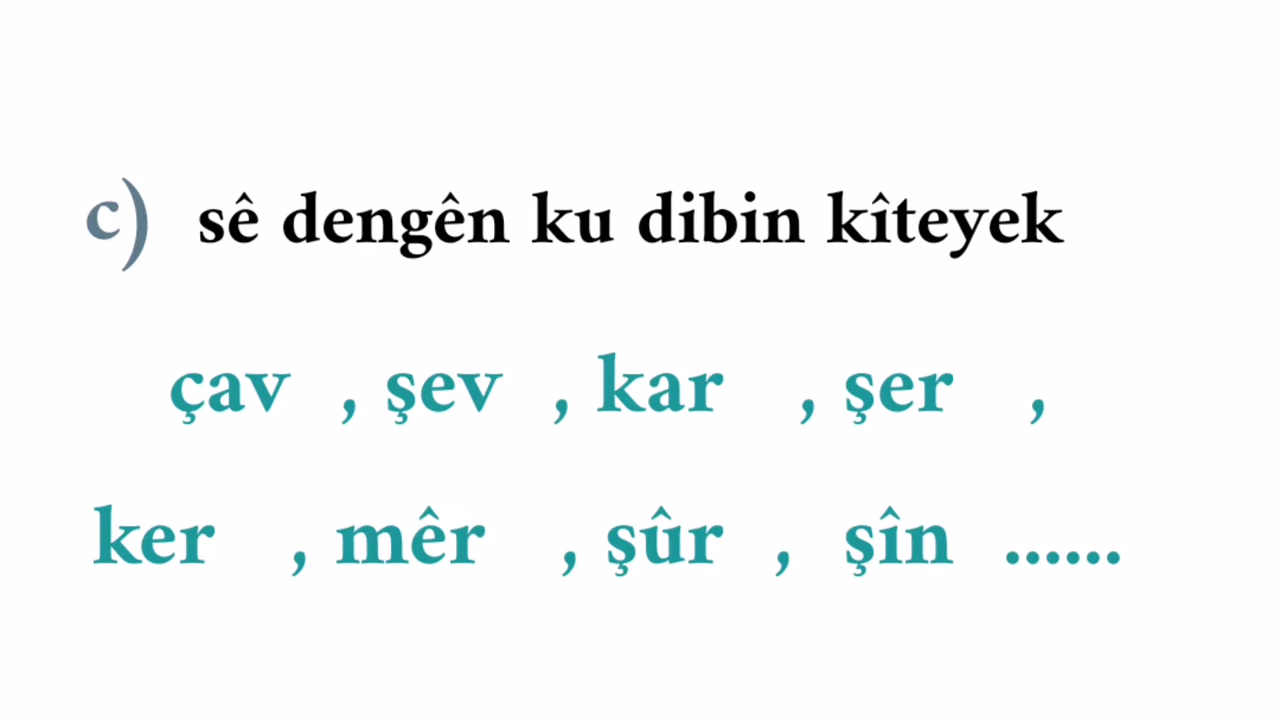 c) sê dengên ku dibin kîteyek
çav , şev , kar , şer ,
ker , mêr , şûr , şîn ......